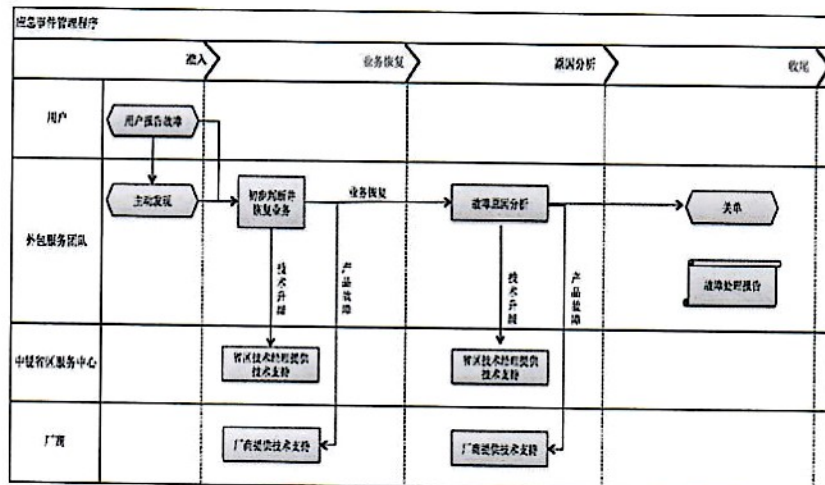 应急事件管理程序
进入
业务恢复
原因分析
收尾
用户
用户报告故障
外包服务团队
主动发现
初步判断并
恢复业务
业务恢复
故障原因分析
关单
技术升级
产品故障
技术升级
产品故障
故障处理报告
省区服务中心
省区技术经理提供
技术支持
省区技术经理提供
技术支持
厂商
厂商提供技术支持
厂商提供技术支持